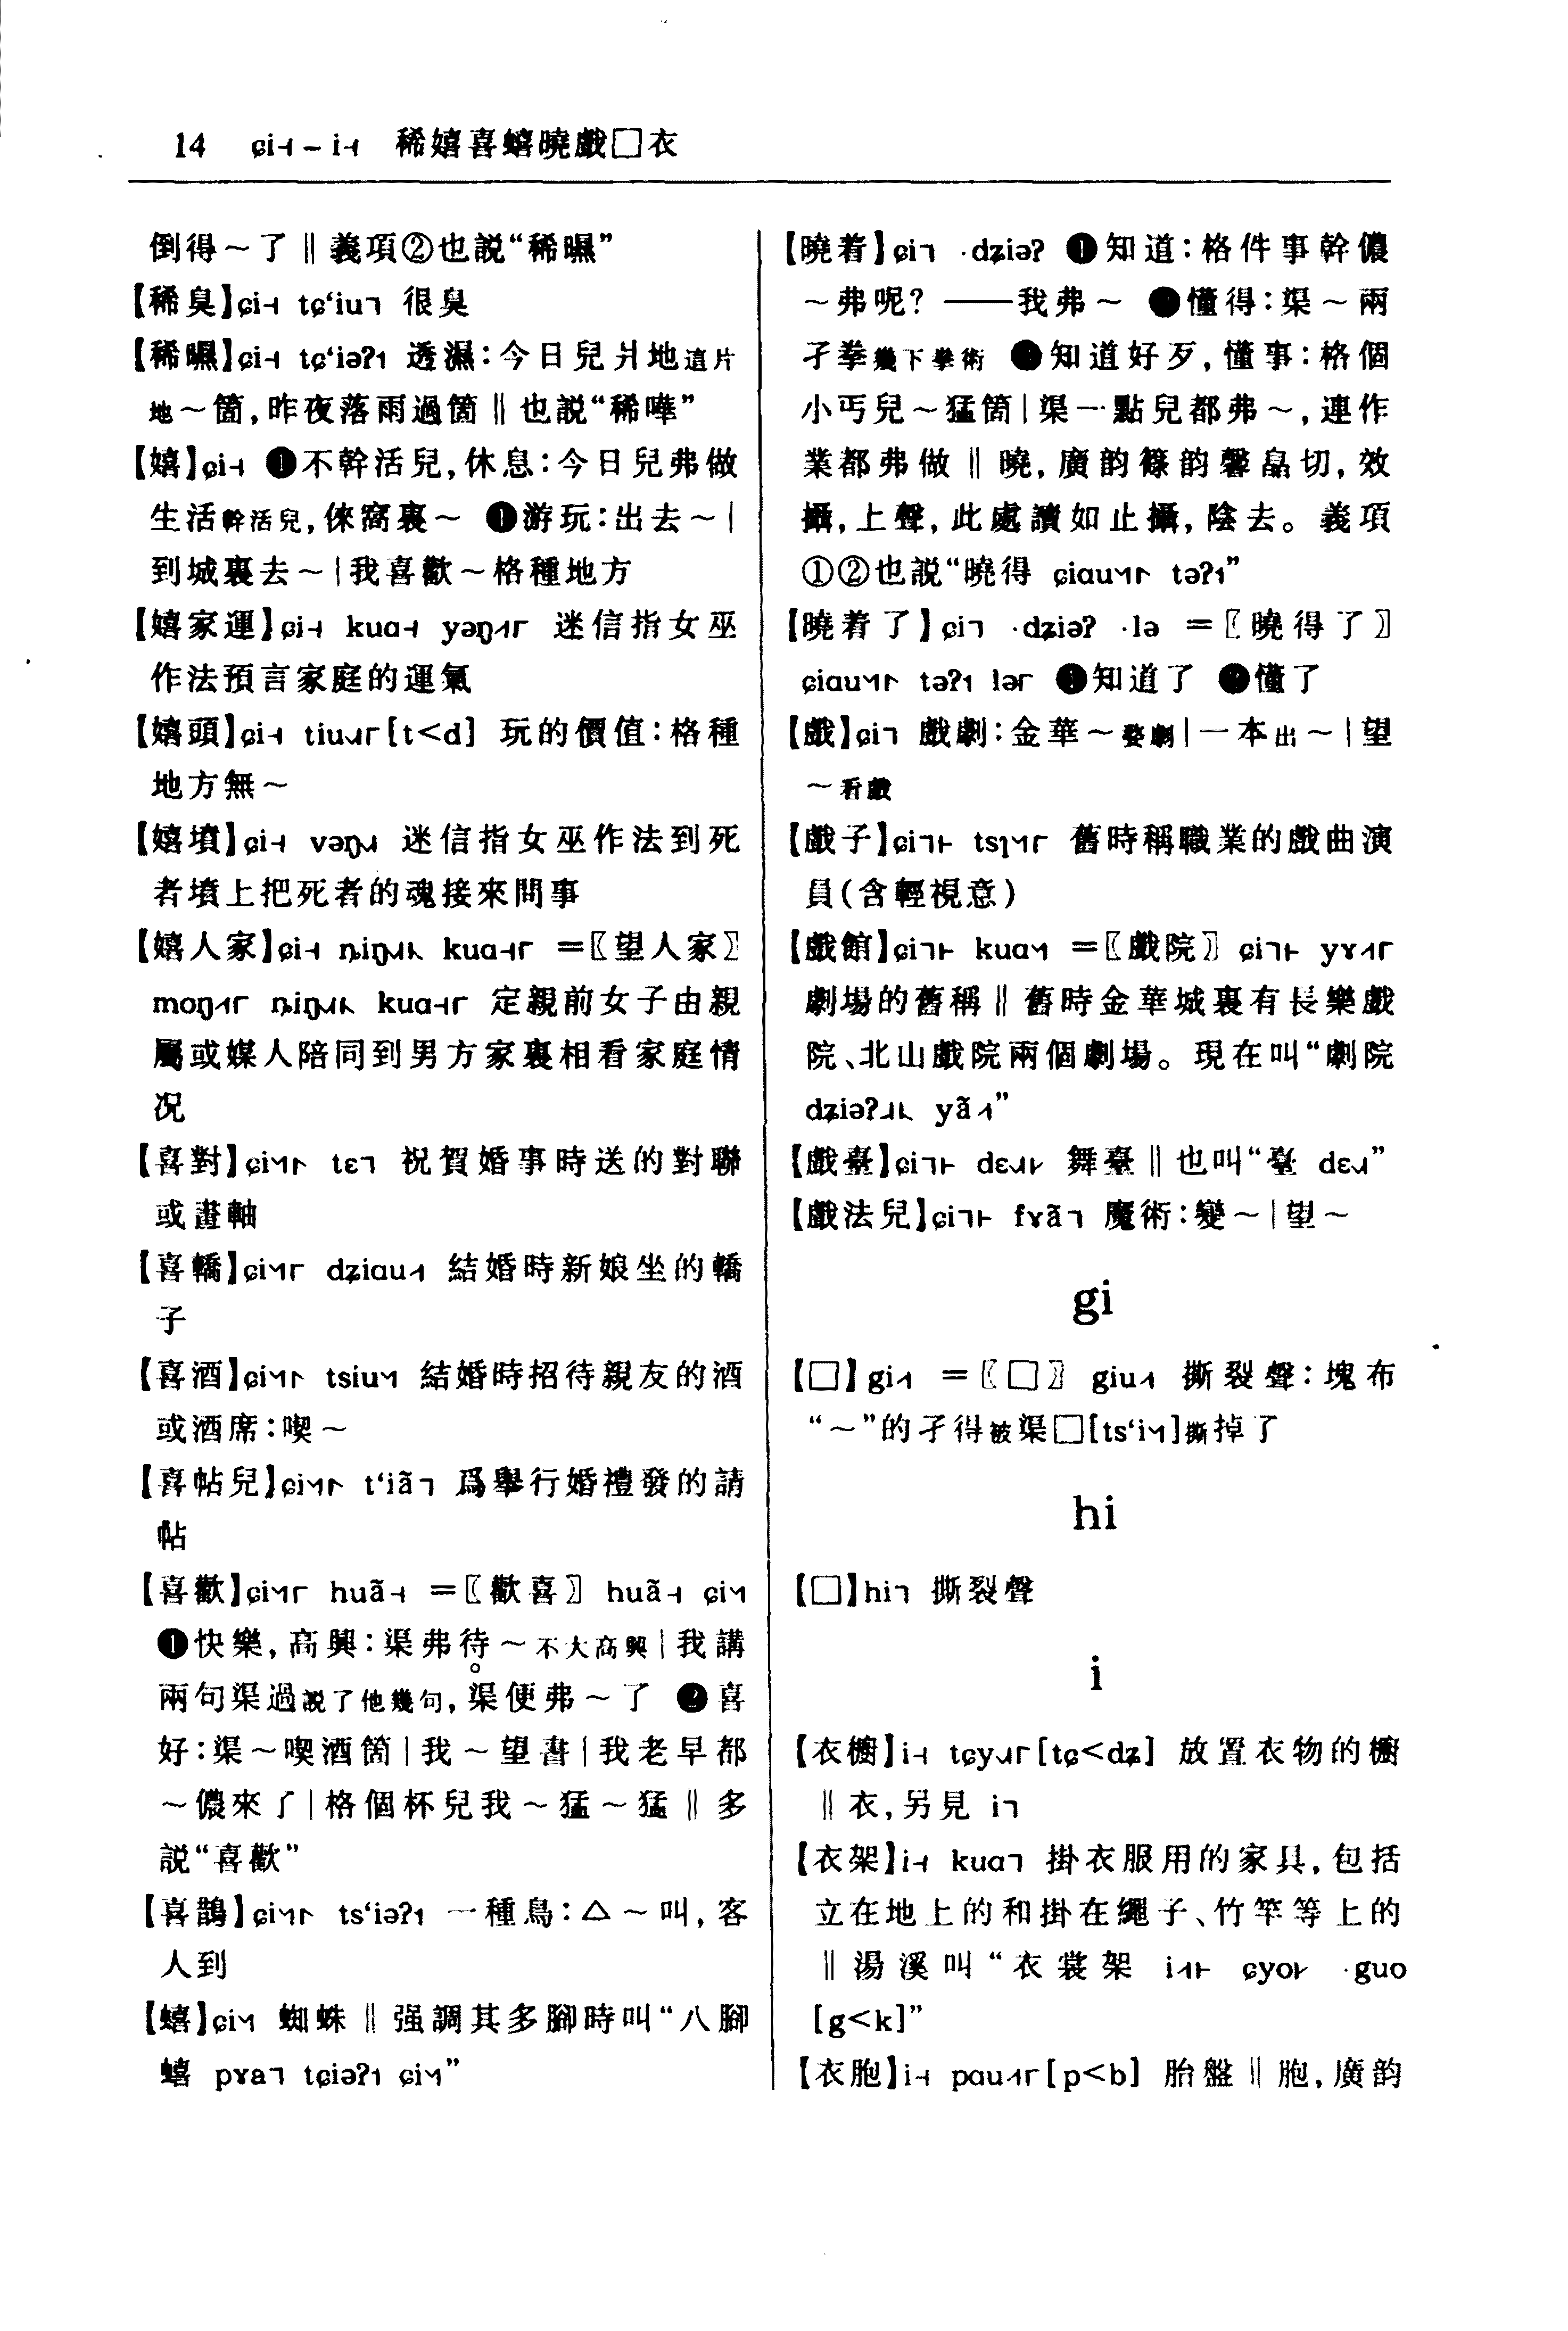 14 ɕi˧ – i˧ 稀嬉喜蟢曉戲□衣
倒得～了‖義項②也説“稀㬤”
【稀臭】ɕi˧ tɕ‘iu˥ 很臭
【稀㬤】ɕi˧ tɕ‘iəʔ˦ 透濕：今日兒爿地這片
地～箇，昨夜落雨過箇‖也説“稀嘩”
【嬉】ɕi˧ ❶不幹活兒，休息：今日兒弗做
生活幹活兒，倈窩裏～ ❶游玩：出去～｜
到城裏去～｜我喜歡～格種地方
【嬉家運】ɕi˧ kuɑ˧ yəŋ˩˦ 迷信指女巫
作法預言家庭的運氣
【嬉頭】ɕi˧ tiu[t<d] 玩的價值：格種
地方無～
【嬉墳】ɕi˧ vəŋ 迷信指女巫作法到死
者墳上把死者的魂接來問事
【嬉人家】ɕi˧ ȵiŋ kuɑ =〖望人家〗
moŋ ȵiŋ kuɑ 定親前女子由親
屬或媒人陪同到男方家裏相看家庭情
况
【喜對】ɕi tɛ˥ 祝賀婚事時送的對聯
或畫軸
【喜轎】ɕi dʑiɑu 結婚時新娘坐的轎
子
【喜酒】ɕi tsiu 結婚時招待親友的酒
或酒席：喫～
【喜帖兒】ɕi t‘iã˥ 爲舉行婚禮發的請
帖
【喜歡】ɕi huã˧ =〖歡喜〗 huã˧ ɕi
❶快樂，高興：渠弗待～不大高興｜我講
兩句渠過説了他幾句，渠便弗～了 ❷喜
好：渠～喫酒箇｜我～望書｜我老早都
～儂來了｜格個杯兒我～猛～猛‖多
説“喜歡”
【喜鵲】ɕi ts‘iəʔ 一種鳥：△～叫，客
人到
【蟢】ɕi 蜘蛛‖强調其多脚時叫“八腳
蟢 pɤa˥ tɕiəʔ ɕi”
【曉着】ɕi˥ ·dʑiəʔ ❶知道：格件事幹儂
～弗呢？——我弗～ ❷懂得：渠～兩
孑拳幾下拳術 ❸知道好歹，懂事：格個
小丐兒～猛箇｜渠一點兒都弗～，連作
業都弗做‖曉，廣韵篠韵馨皛切，效
攝，上聲，此處讀如止攝，陰去。義項
①②也説“曉得 ɕiɑu təʔ”
【曉着了】ɕi˥ ·dʑiəʔ ·lə =〖曉得了〗
ɕiɑu təʔ lə ❶知道了 ❷懂了
【戲】ɕi˥ 戲劇：金華～婺劇｜一本出～｜望
～看戲
【戲子】ɕi tsɿ 舊時稱職業的戲曲演
員（含輕視意）
【戲館】ɕi kuɑ =〖戲院〗 ɕi yɤ
劇場的舊稱‖舊時金華城裏有長樂戲
院、北山戲院兩個劇場。現在叫“劇院
dʑiəʔ yã”
【戲臺】ɕi dɛ 舞臺‖也叫“臺 dɛ”
【戲法兒】ɕi fɤã˥ 魔術：變～｜望～
gi
【□】gi =〖□〗 giu 撕裂聲：塊布
“～”的孑得被渠□[ts‘i]撕掉了
hi
【□】hi˥ 撕裂聲
i
【衣櫥】i˧ tɕy[tɕ<dʑ] 放置衣物的櫥
‖衣，另見 i˥
【衣架】i˧ kuɑ˥ 掛衣服用的家具，包括
立在地上的和掛在繩子、竹竿等上的
‖湯溪叫“衣裳架 i ɕyo ·guo
[g<k]”
【衣胞】i˧ pɑu[p<b] 胎盤‖胞，廣韵